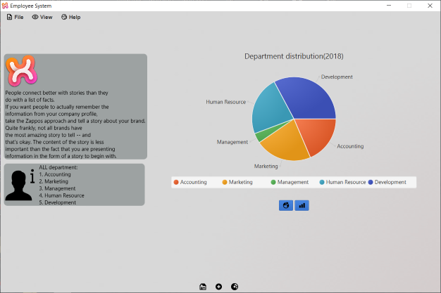 Employee System
File View Help
People connect better with stories than they
do with a list of facts.
If you want people to actually remember the
information from your company profile,
take the Zappos approach and tell a story about your brand.
Quite frankly, not all brands have
the most amazing story to tell -- and
that's okay. The content of the story is less
important than the fact that you are presenting
information in the form of a story to begin with.
ALL department:
1. Accounting
2. Marketing
3. Management
4. Human Resource
5. Development
Department distribution(2018)
Development
Human Resource
Management
Accounting
Marketing
Accounting Marketing Management Human Resource Development